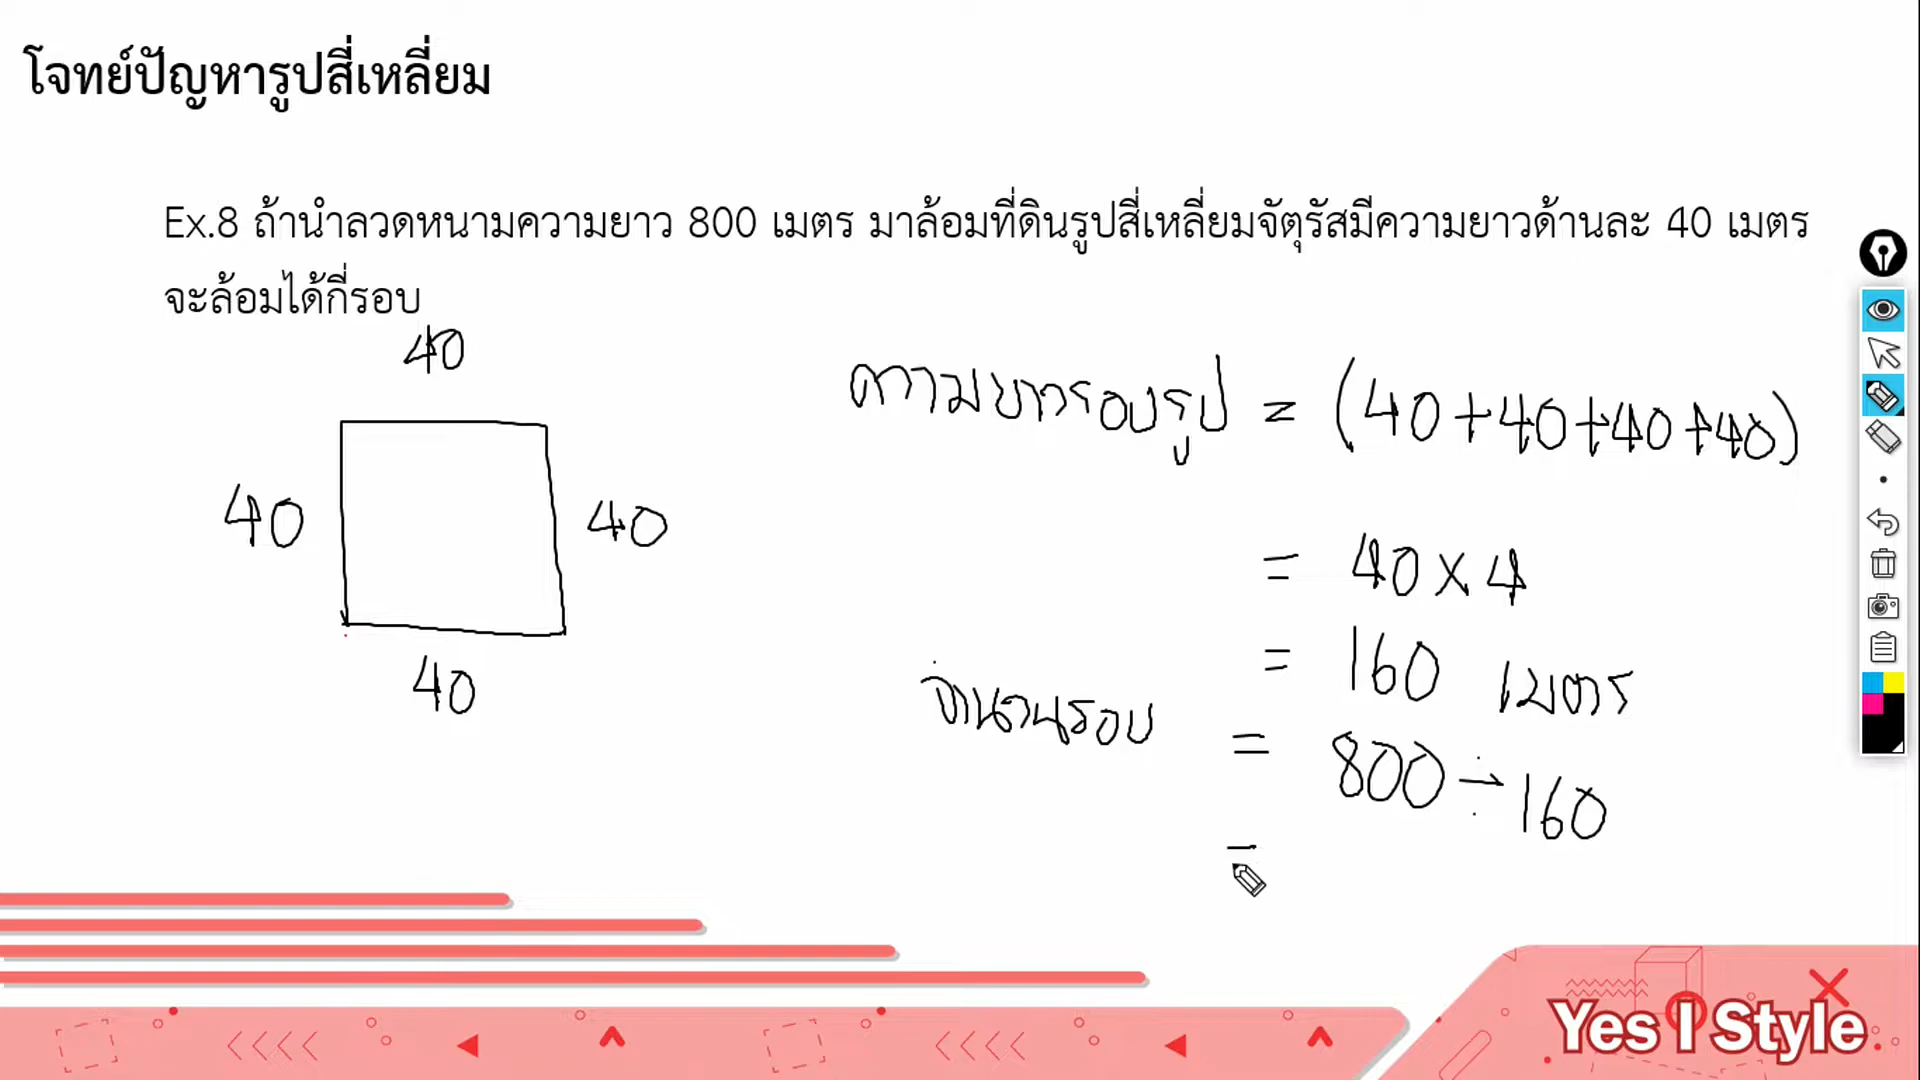 โจทย์ปัญหารูปสี่เหลี่ยม
Ex.8 ถ้านำลวดหนามความยาว 800 เมตร มาล้อมที่ดินรูปสี่เหลี่ยมจัตุรัสมีความยาวด้านละ 40 เมตร
จะล้อมได้กี่รอบ
40
40
40
40
ความยาวรอบรูป = (40+40+40+40)
= 40 × 4
= 160 เมตร
จำนวนรอบ = 800 ÷ 160
Yes I Style